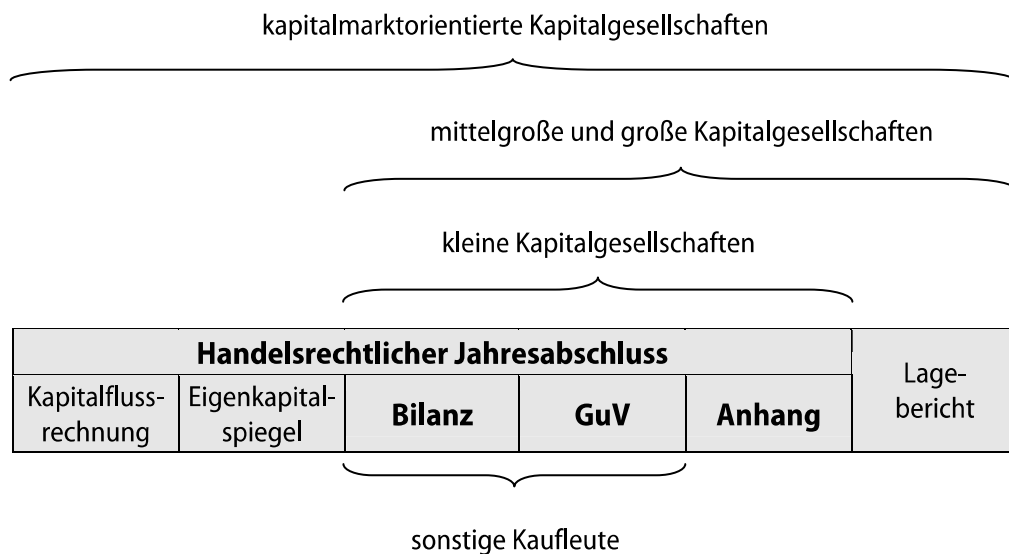 kapitalmarktorientierte Kapitalgesellschaften
mittelgroße und große Kapitalgesellschaften
kleine Kapitalgesellschaften
Handelsrechtlicher Jahresabschluss
Kapitalfluss-
rechnung
Eigenkapital-
spiegel
Bilanz
GuV
Anhang
Lage-
bericht
sonstige Kaufleute